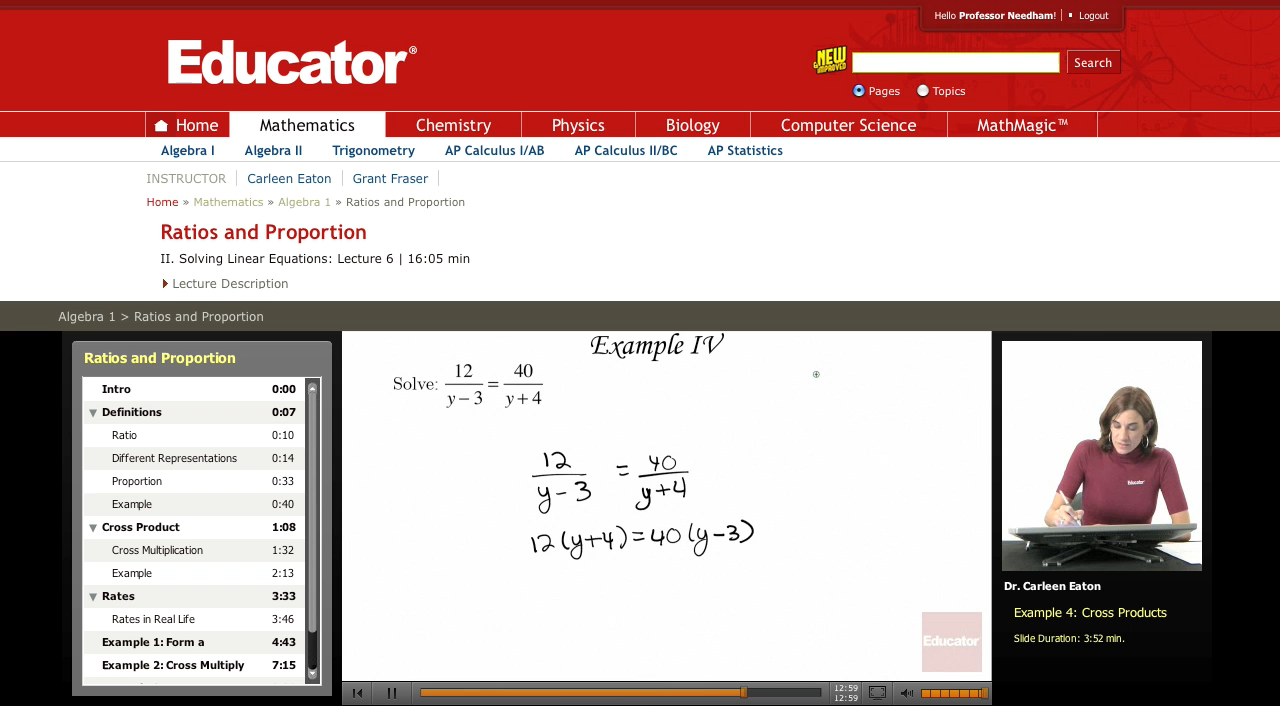 Hello Professor Needham! Logout
Educator®
NEW
& IMPROVED
Search
Pages Topics
Home Mathematics Chemistry Physics Biology Computer Science MathMagic™
Algebra I Algebra II Trigonometry AP Calculus I/AB AP Calculus II/BC AP Statistics
INSTRUCTOR Carleen Eaton Grant Fraser
Home » Mathematics » Algebra 1 » Ratios and Proportion
Ratios and Proportion
II. Solving Linear Equations: Lecture 6 | 16:05 min
Lecture Description
Algebra 1 > Ratios and Proportion
Ratios and Proportion
Intro 0:00
Definitions 0:07
Ratio 0:10
Different Representations 0:14
Proportion 0:33
Example 0:40
Cross Product 1:08
Cross Multiplication 1:32
Example 2:13
Rates 3:33
Rates in Real Life 3:46
Example 1: Form a 4:43
Example 2: Cross Multiply 7:15
Example IV
Solve: 12/(y − 3) = 40/(y + 4)
12/(y − 3) = 40/(y + 4)
12(y+4) = 40(y−3)
Educator
12:59
12:59
Educator
Dr. Carleen Eaton
Example 4: Cross Products
Slide Duration: 3:52 min.